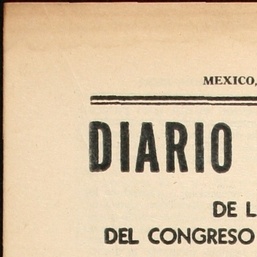 MEXICO,
DIARIO
DE L
DEL CONGRESO